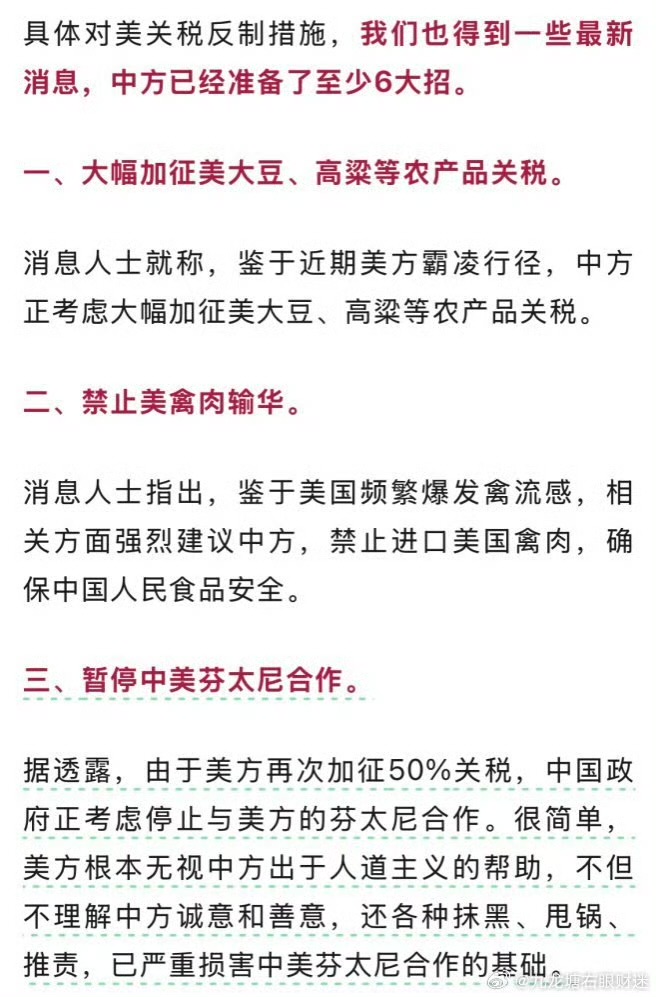 具体对美关税反制措施，我们也得到一些最新
消息，中方已经准备了至少6大招。
一、大幅加征美大豆、高粱等农产品关税。
消息人士就称，鉴于近期美方霸凌行径，中方
正考虑大幅加征美大豆、高粱等农产品关税。
二、禁止美禽肉输华。
消息人士指出，鉴于美国频繁爆发禽流感，相
关方面强烈建议中方，禁止进口美国禽肉，确
保中国人民食品安全。
三、暂停中美芬太尼合作。
据透露，由于美方再次加征50%关税，中国政
府正考虑停止与美方的芬太尼合作。很简单，
美方根本无视中方出于人道主义的帮助，不但
不理解中方诚意和善意，还各种抹黑、甩锅、
推责，已严重损害中美芬太尼合作的基础。
@九龙塘右眼财迷